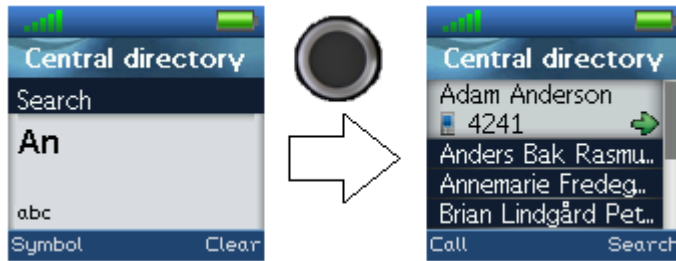 Central directory
Search
An
abc
Symbol Clear
Central directory
Adam Anderson
4241
Anders Bak Rasmu...
Annemarie Fredeg...
Brian Lindgård Pet...
Call Search